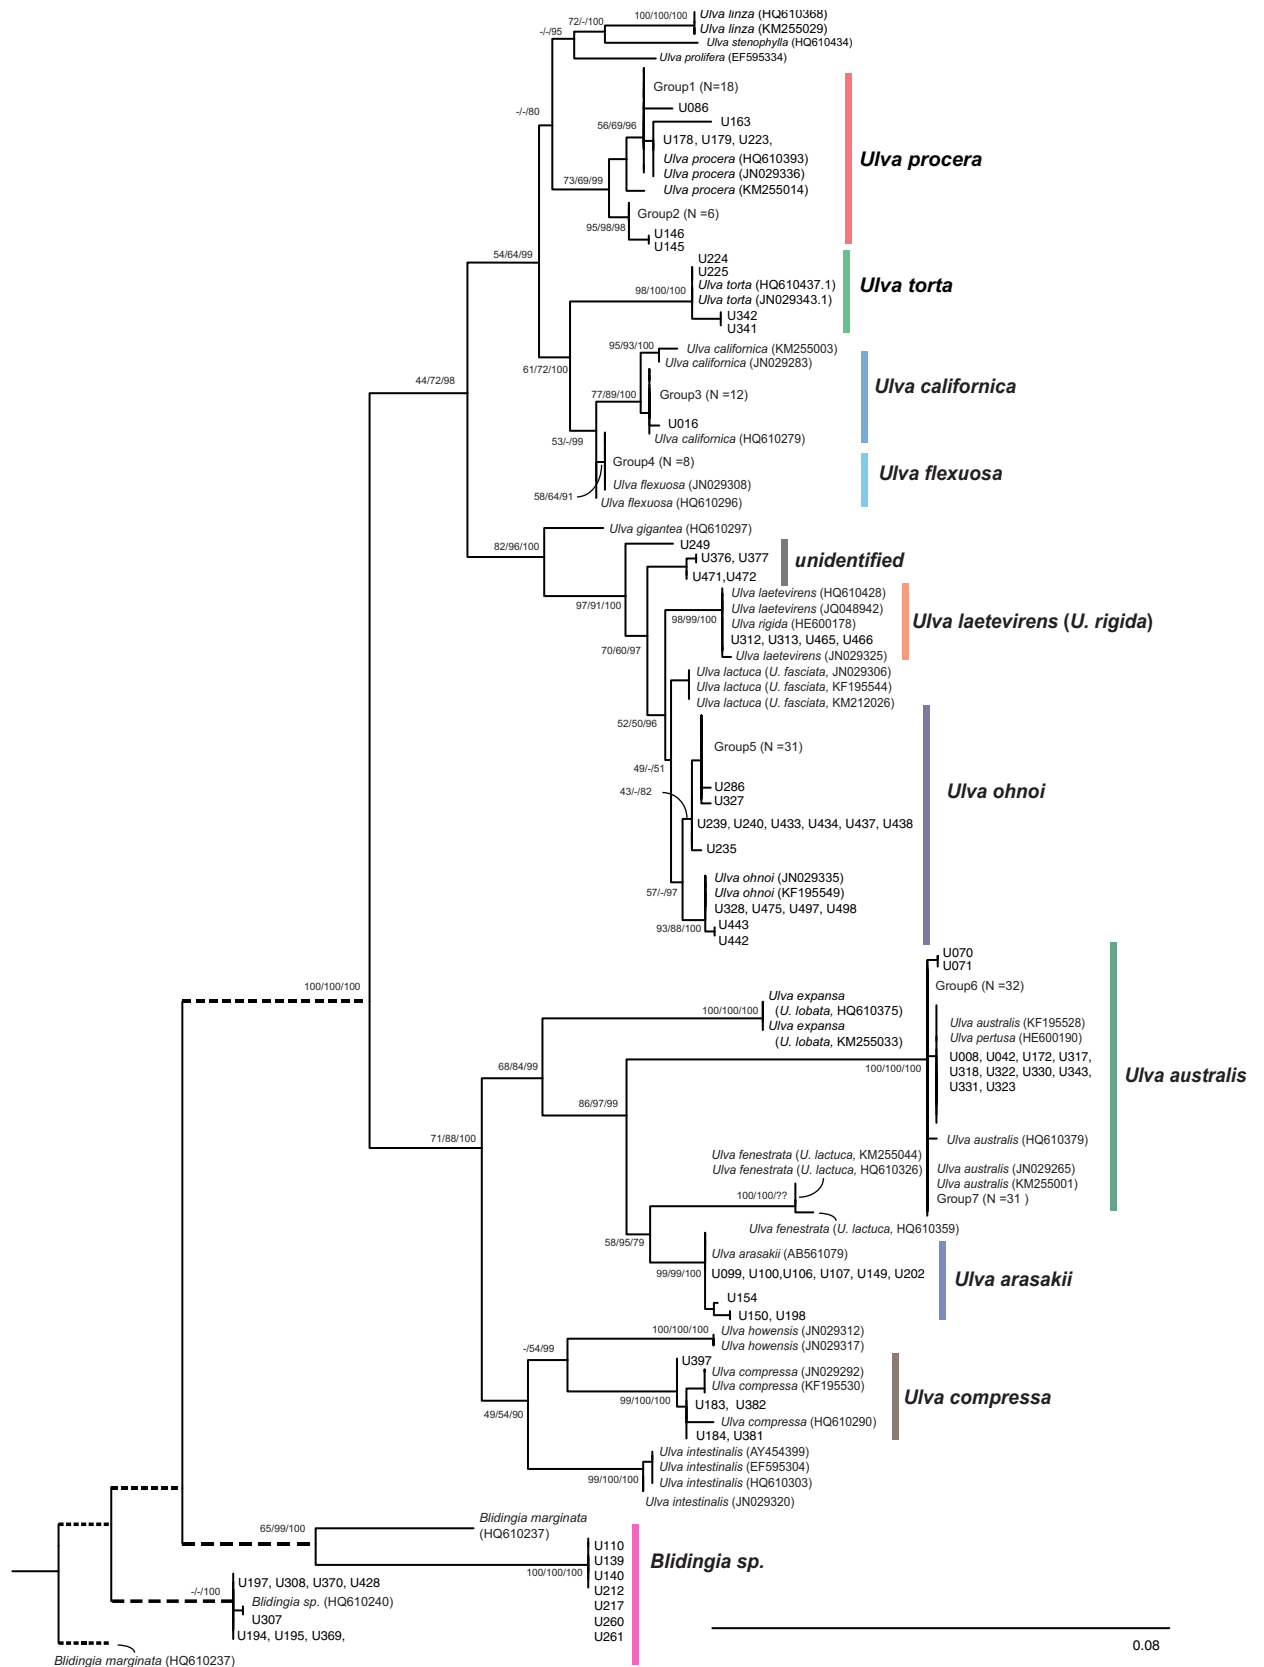 Ulva linza (HQ610368)
100/100/100
72/-/100
Ulva linza (KM255029)
-/-/95
Ulva stenophylla (HQ610434)
Ulva prolifera (EF595334)
Group1 (N=18)
U086
-/-/80
U163
56/69/96
U178, U179, U223,
Ulva procera (HQ610393)
Ulva procera
Ulva procera (JN029336)
73/69/99
Ulva procera (KM255014)
Group2 (N =6)
95/98/98
U146
U145
54/64/99
U224
U225
Ulva torta (HQ610437.1)
Ulva torta
98/100/100
Ulva torta (JN029343.1)
U342
U341
95/93/100
Ulva californica (KM255003)
Ulva californica (JN029283)
61/72/100
44/72/98
Ulva californica
77/89/100
Group3 (N =12)
U016
53/-/99
Ulva californica (HQ610279)
Group4 (N =8)
Ulva flexuosa
Ulva flexuosa (JN029308)
58/64/91
Ulva flexuosa (HQ610296)
Ulva gigantea (HQ610297)
82/96/100
U249
U376, U377
unidentified
U471,U472
97/91/100
Ulva laetevirens (HQ610428)
Ulva laetevirens (JQ048942)
98/99/100
Ulva rigida (HE600178)
Ulva laetevirens (U. rigida)
U312, U313, U465, U466
70/60/97
Ulva laetevirens (JN029325)
Ulva lactuca (U. fasciata, JN029306)
Ulva lactuca (U. fasciata, KF195544)
Ulva lactuca (U. fasciata, KM212026)
52/50/96
Group5 (N =31)
49/-/51
U286
43/-/82
Ulva ohnoi
U327
U239, U240, U433, U434, U437, U438
U235
Ulva ohnoi (JN029335)
57/-/97
Ulva ohnoi (KF195549)
U328, U475, U497, U498
93/88/100
U443
U442
U070
U071
100/100/100
Group6 (N =32)
Ulva expansa
100/100/100
(U. lobata, HQ610375)
Ulva expansa
(U. lobata, KM255033)
Ulva australis (KF195528)
Ulva pertusa (HE600190)
U008, U042, U172, U317,
68/84/99
100/100/100
U318, U322, U330, U343,
Ulva australis
U331, U323
86/97/99
71/88/100
Ulva australis (HQ610379)
Ulva fenestrata (U. lactuca, KM255044)
Ulva fenestrata (U. lactuca, HQ610326)
Ulva australis (JN029265)
Ulva australis (KM255001)
100/100/??
Group7 (N =31 )
Ulva fenestrata (U. lactuca, HQ610359)
58/95/79
Ulva arasakii (AB561079)
99/99/100
U099, U100,U106, U107, U149, U202
Ulva arasakii
U154
U150, U198
100/100/100
Ulva howensis (JN029312)
Ulva howensis (JN029317)
-/54/99
U397
Ulva compressa (JN029292)
Ulva compressa (KF195530)
99/100/100
U183, U382
Ulva compressa
49/54/90
Ulva compressa (HQ610290)
U184, U381
Ulva intestinalis (AY454399)
Ulva intestinalis (EF595304)
99/100/100
Ulva intestinalis (HQ610303)
Ulva intestinalis (JN029320)
Blidingia marginata
65/99/100
(HQ610237)
U110
U139
Blidingia sp.
100/100/100
U140
U212
U217
U260
U261
-/-/100
U197, U308, U370, U428
Blidingia sp. (HQ610240)
U307
U194, U195, U369,
0.08
Blidingia marginata (HQ610237)